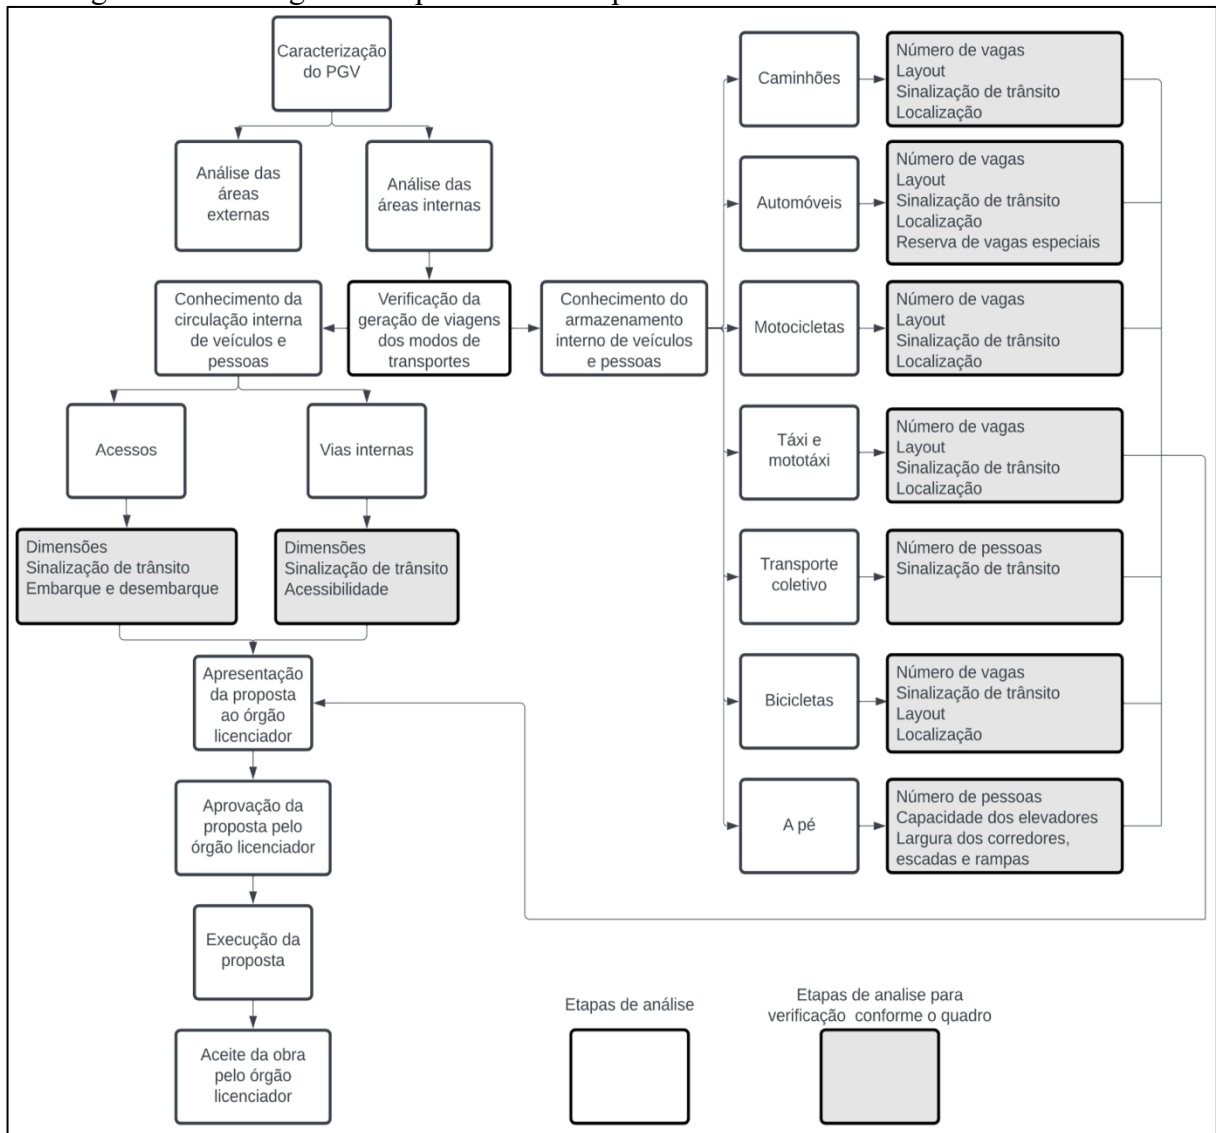 Caracterização
do PGV
Análise das
áreas
externas
Análise das
áreas internas
Conhecimento da
circulação interna
de veículos e
pessoas
Verificação da
geração de viagens
dos modos de
transportes
Conhecimento do
armazenamento
interno de veículos
e pessoas
Acessos
Vias internas
Dimensões
Sinalização de trânsito
Embarque e desembarque
Dimensões
Sinalização de trânsito
Acessibilidade
Apresentação
da proposta
ao órgão
licenciador
Aprovação da
proposta pelo
órgão licenciador
Execução da
proposta
Aceite da obra
pelo órgão
licenciador
Caminhões
Número de vagas
Layout
Sinalização de trânsito
Localização
Automóveis
Número de vagas
Layout
Sinalização de trânsito
Localização
Reserva de vagas especiais
Motocicletas
Número de vagas
Layout
Sinalização de trânsito
Localização
Táxi e
mototáxi
Número de vagas
Layout
Sinalização de trânsito
Localização
Transporte
coletivo
Número de pessoas
Sinalização de trânsito
Bicicletas
Número de vagas
Sinalização de trânsito
Layout
Localização
A pé
Número de pessoas
Capacidade dos elevadores
Largura dos corredores,
escadas e rampas
Etapas de análise
Etapas de analise para
verificação conforme o quadro